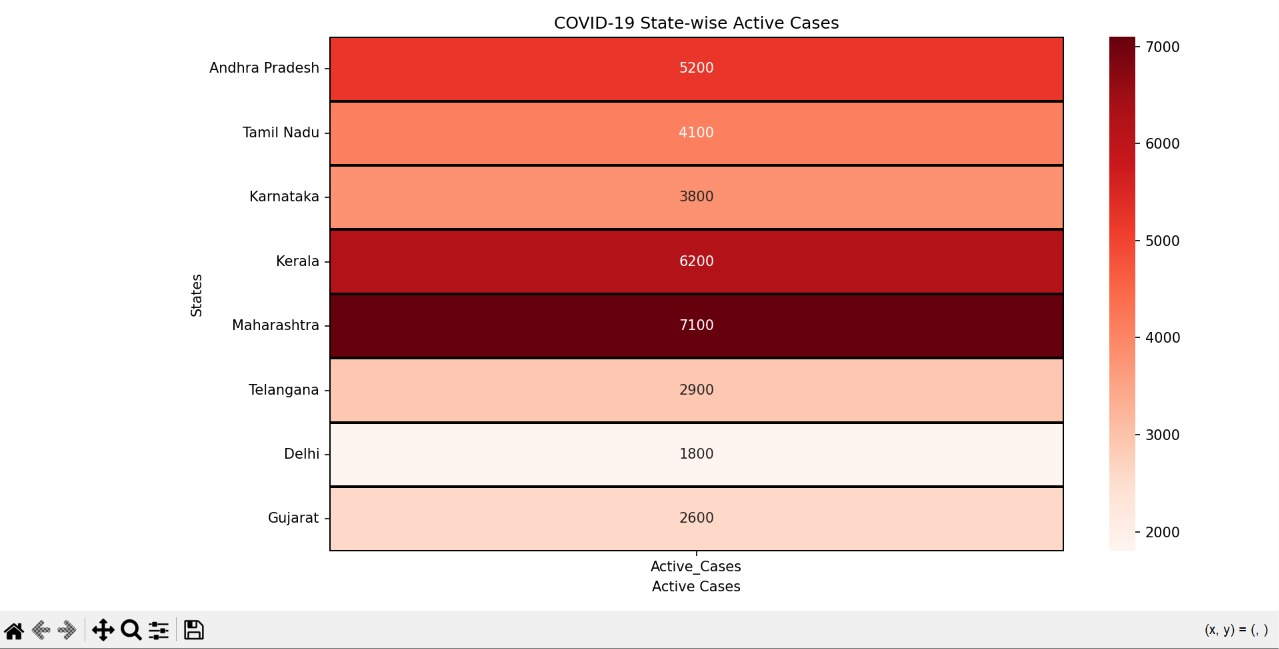 COVID-19 State-wise Active Cases
Andhra Pradesh 5200
Tamil Nadu 4100
Karnataka 3800
Kerala 6200
Maharashtra 7100
Telangana 2900
Delhi 1800
Gujarat 2600
States
Active_Cases
Active Cases
7000
6000
5000
4000
3000
2000
(x, y) = (, )